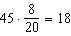 45 · 8/20 = 18